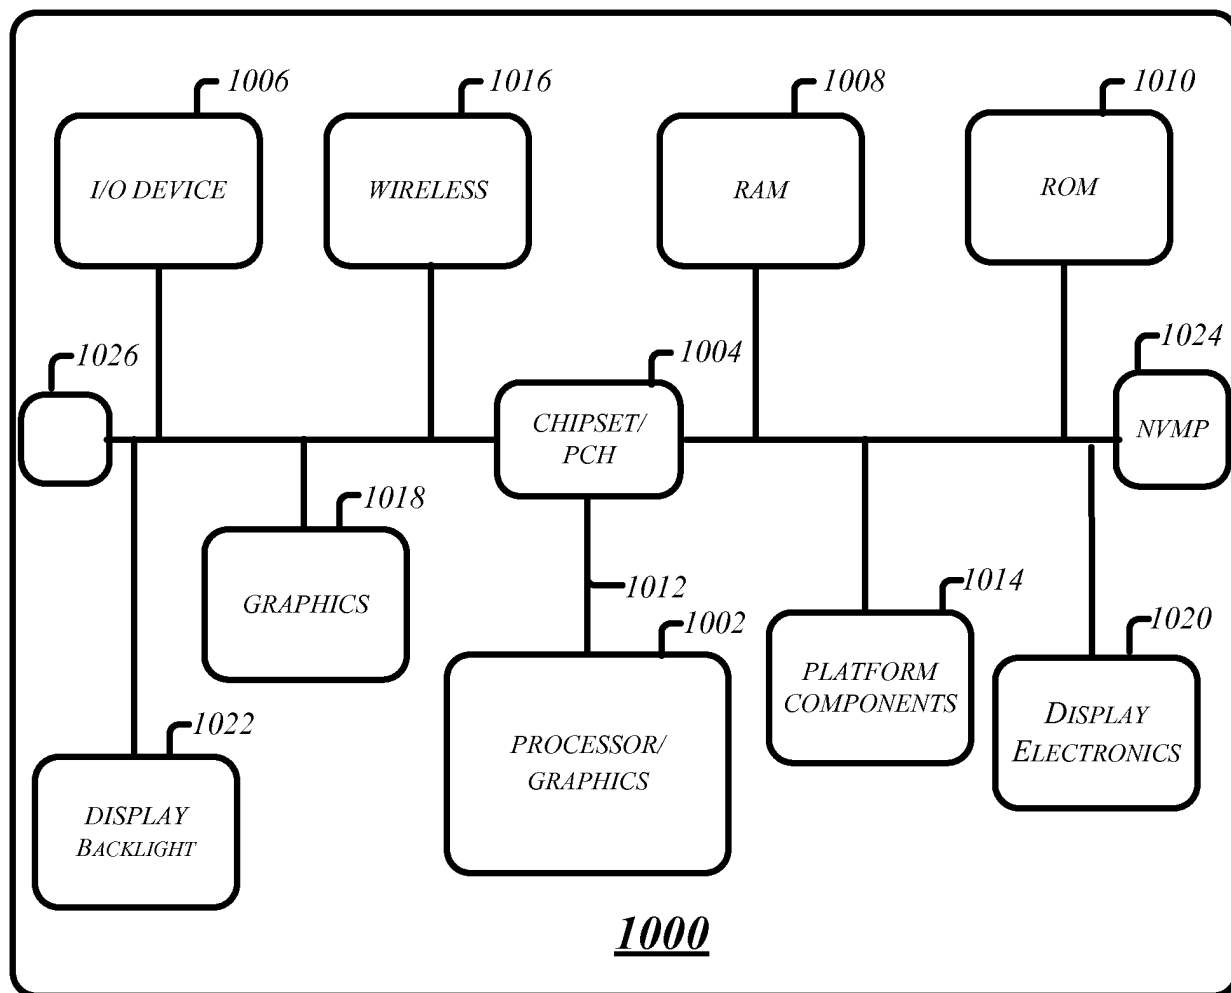 1006
1016
1008
1010
I/O DEVICE
WIRELESS
RAM
ROM
1026
1004
1024
CHIPSET/
PCH
NVMP
1018
GRAPHICS
1012
1014
1002
1020
PLATFORM
COMPONENTS
DISPLAY
ELECTRONICS
1022
PROCESSOR/
GRAPHICS
DISPLAY
BACKLIGHT
1000